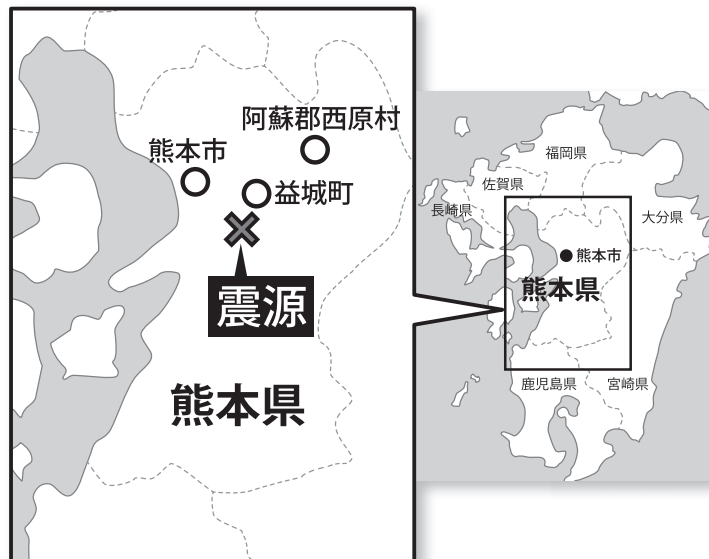 阿蘇郡西原村
熊本市
益城町
震源
熊本県
福岡県
佐賀県
長崎県
大分県
熊本市
熊本県
鹿児島県
宮崎県